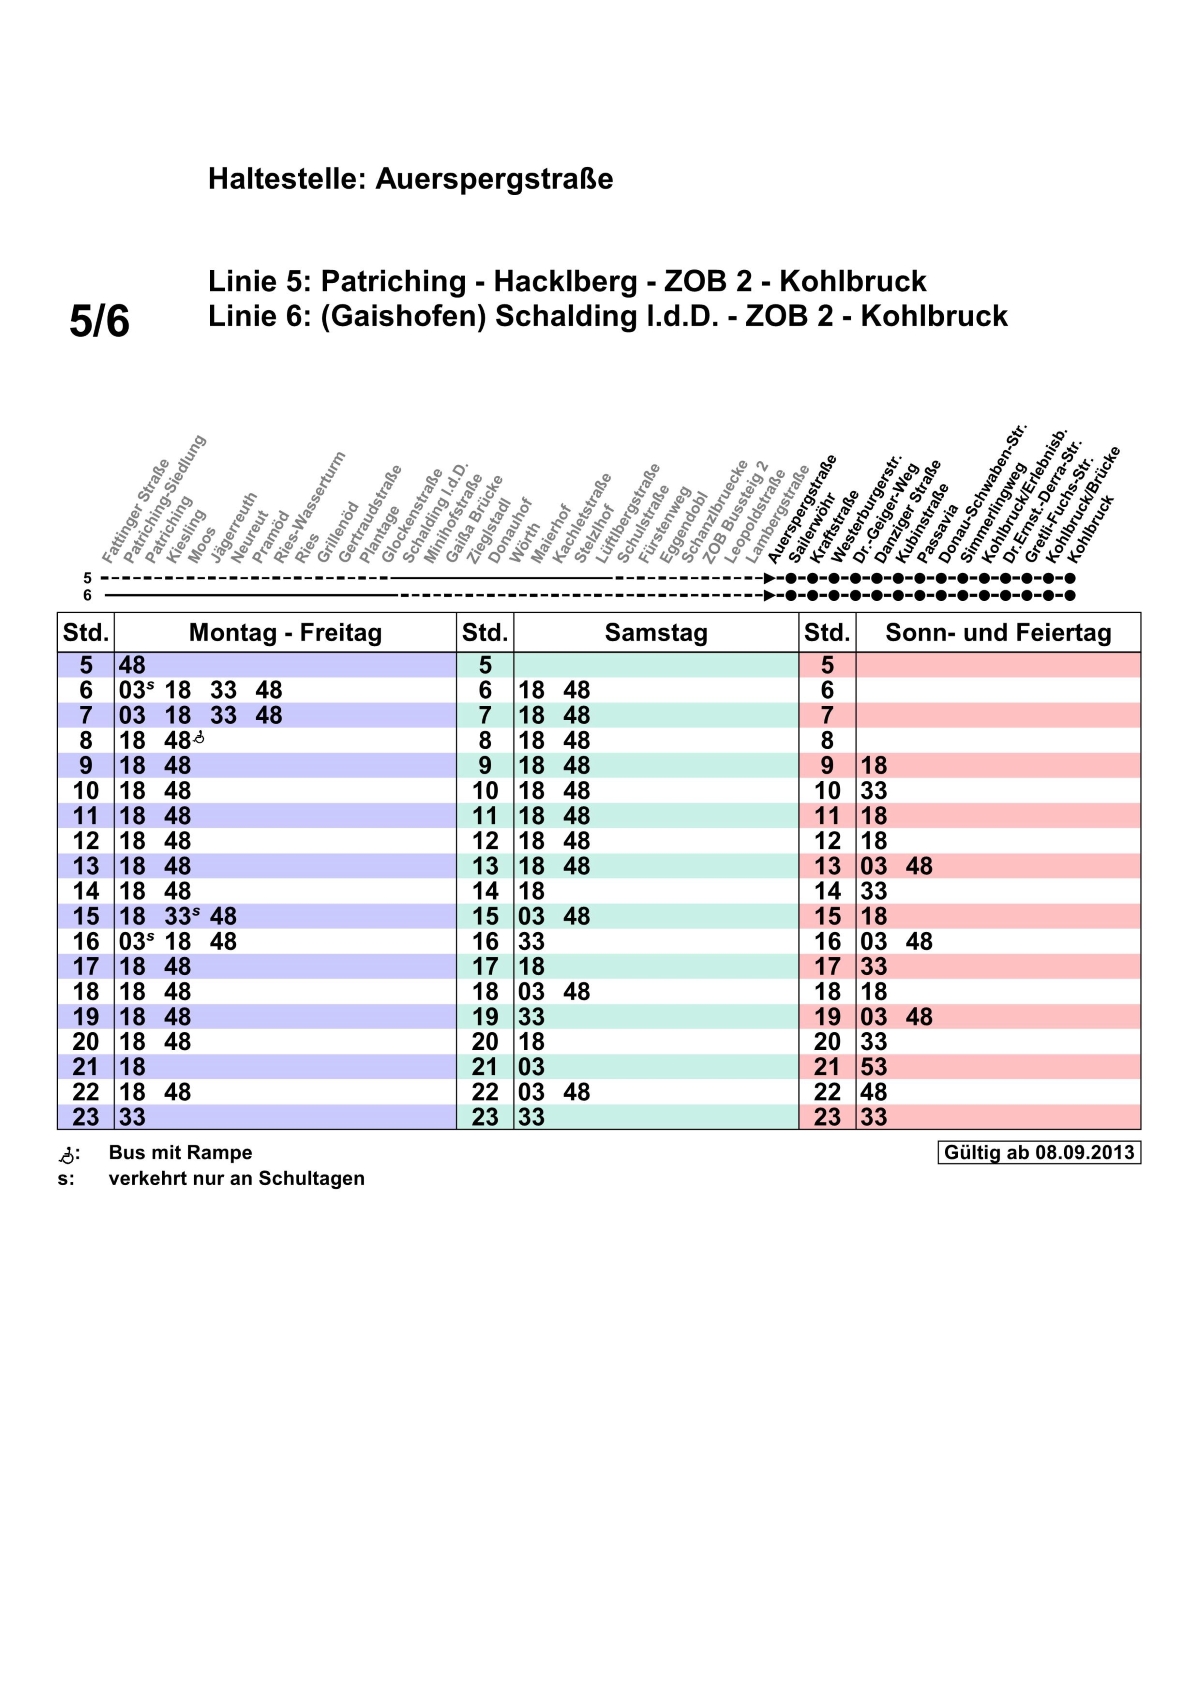 Haltestelle: Auerspergstraße
Linie 5: Patriching - Hacklberg - ZOB 2 - Kohlbruck
5/6
Linie 6: (Gaishofen) Schalding l.d.D. - ZOB 2 - Kohlbruck
Fattinger Straße
Patriching-Siedlung
Patriching
Kiesling
Moos
Jägerreuth
Neureut
Pramöd
Ries-Wasserturm
Ries
Grillenöd
Gertraudstraße
Plantage
Glockenstraße
Schalding l.d.D.
Minihofstraße
Gaißa Brücke
Zieglstadl
Donauhof
Wörth
Maierhof
Kachletstraße
Stelzlhof
Lüftlbergstraße
Schulstraße
Fürstenweg
Eggendobl
Schanzlbruecke
ZOB Bussteig 2
Leopoldstraße
Lambergstraße
Auerspergstraße
Sailerwöhr
Kraftstraße
Westerburgerstr.
Dr.-Geiger-Weg
Danziger Straße
Kubinstraße
Passavia
Donau-Schwaben-Str.
Simmerlingweg
Kohlbruck/Erlebnisb.
Dr.Ernst.-Derra-Str.
Gretli-Fuchs-Str.
Kohlbruck/Brücke
Kohlbruck
5
6
Std. Montag - Freitag Std. Samstag Std. Sonn- und Feiertag
5 48 5 5
6 03s 18 33 48 6 18 48 6
7 03 18 33 48 7 18 48 7
8 18 48 8 18 48 8
9 18 48 9 18 48 9 18
10 18 48 10 18 48 10 33
11 18 48 11 18 48 11 18
12 18 48 12 18 48 12 18
13 18 48 13 18 48 13 03 48
14 18 48 14 18 14 33
15 18 33s 48 15 03 48 15 18
16 03s 18 48 16 33 16 03 48
17 18 48 17 18 17 33
18 18 48 18 03 48 18 18
19 18 48 19 33 19 03 48
20 18 48 20 18 20 33
21 18 21 03 21 53
22 18 48 22 03 48 22 48
23 33 23 33 23 33
: Bus mit Rampe Gültig ab 08.09.2013
s: verkehrt nur an Schultagen